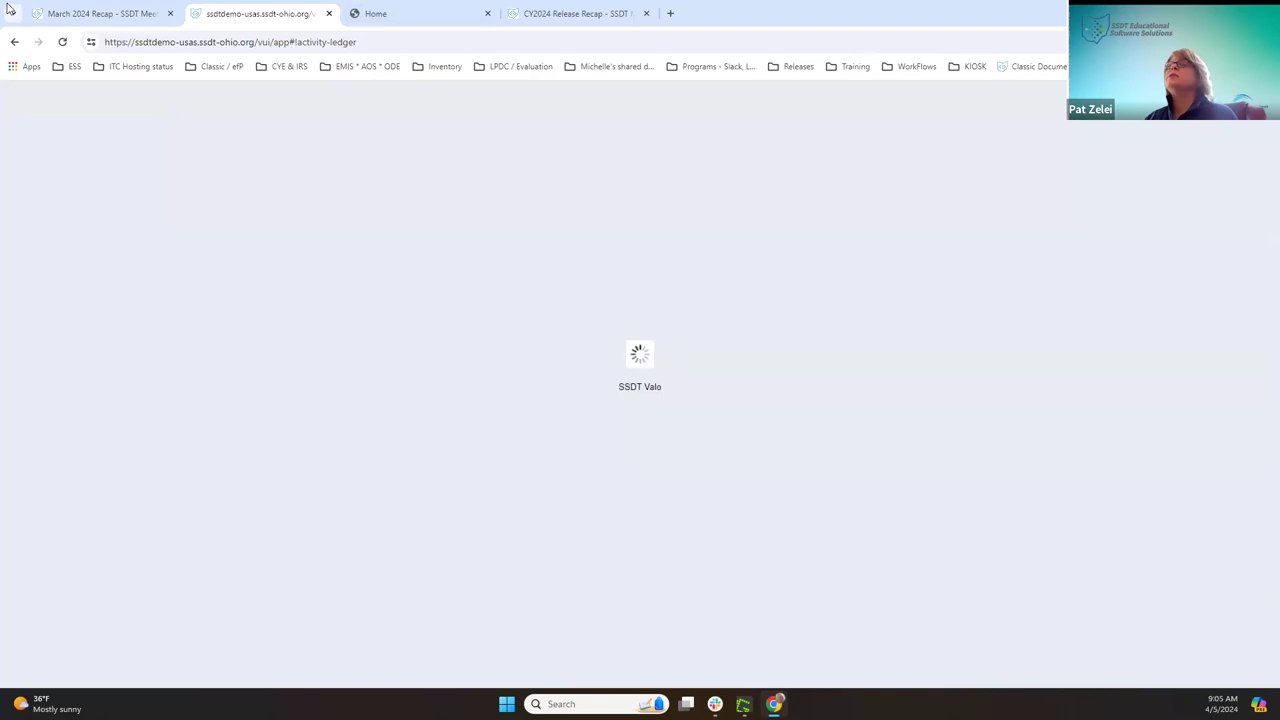 March 2024 Recap - SSDT Mee
ssdtdemo-usas.ssdt-ohio.org/v
Home
CY2024 Release Recap - SSDT
https://ssdtdemo-usas.ssdt-ohio.org/vui/app#!activity-ledger
Apps
ESS
ITC Hosting status
Classic / efP
CYE & IRS
EMIS * AOS * ODE
Inventory
LPDC / Evaluation
Michelle's shared d...
Programs - Slack, L...
Releases
Training
WorkFlows
KIOSK
Classic Docume
SSDT Educational
Software Solutions
Pat Zelei
SSDT Valo
36°F
Mostly sunny
Search
9:05 AM
4/5/2024